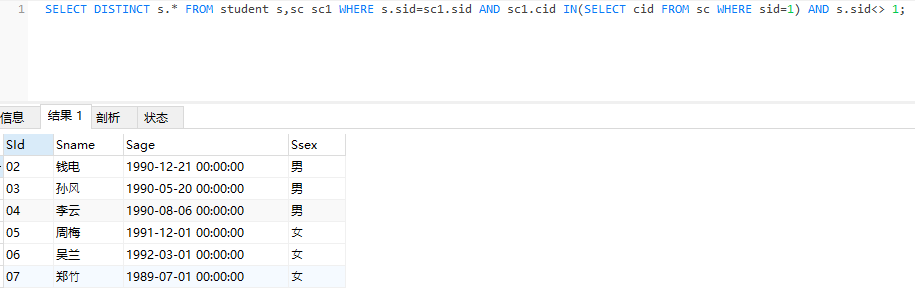 1 SELECT DISTINCT s.* FROM student s,sc sc1 WHERE s.sid=sc1.sid AND sc1.cid IN(SELECT cid FROM sc WHERE sid=1) AND s.sid<> 1;
信息 结果 1 剖析 状态
SId Sname Sage Ssex
02 钱电 1990-12-21 00:00:00 男
03 孙风 1990-05-20 00:00:00 男
04 李云 1990-08-06 00:00:00 男
05 周梅 1991-12-01 00:00:00 女
06 吴兰 1992-03-01 00:00:00 女
07 郑竹 1989-07-01 00:00:00 女